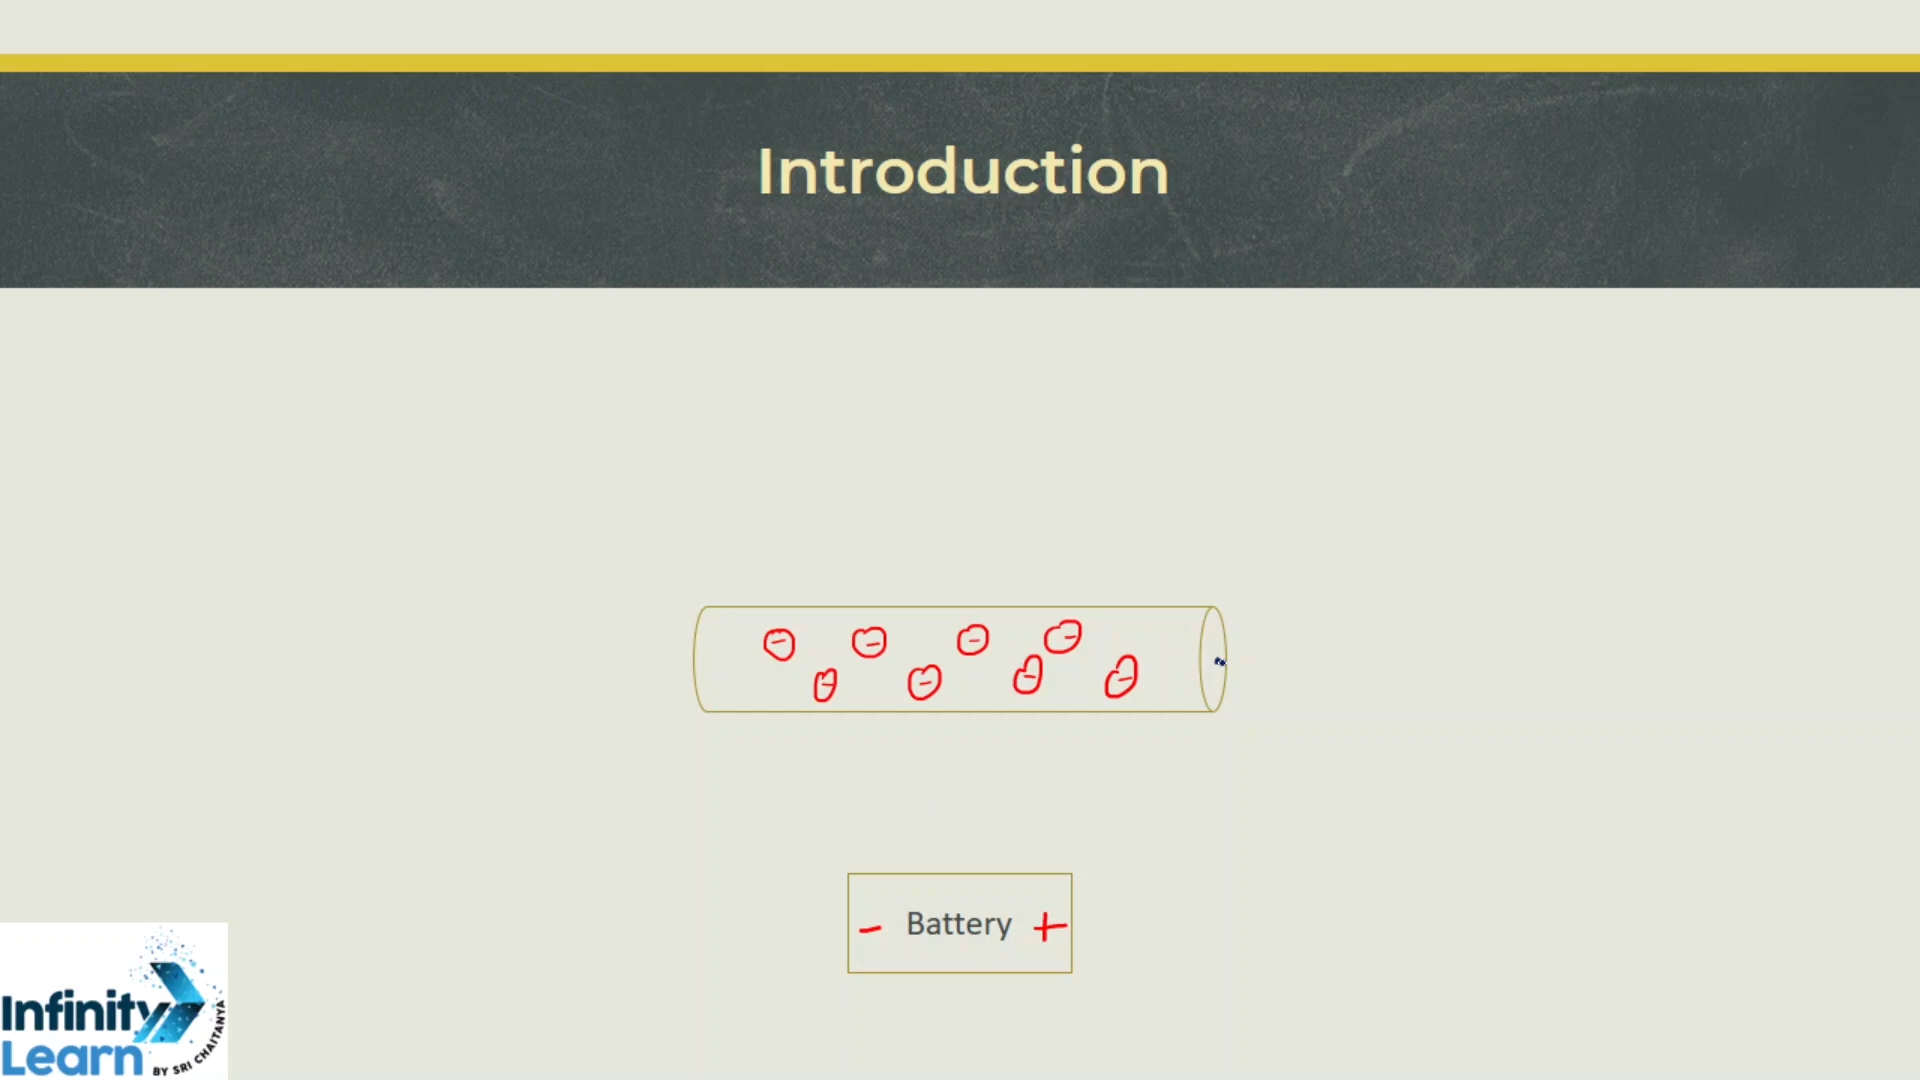 Introduction
- - - -
- - - -
- Battery +
Infinity
Learn
BY SRI CHAITANYA